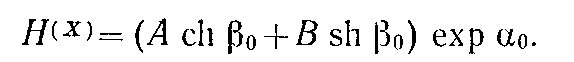 H(X) = (A ch β₀ + B sh β₀) exp α₀.